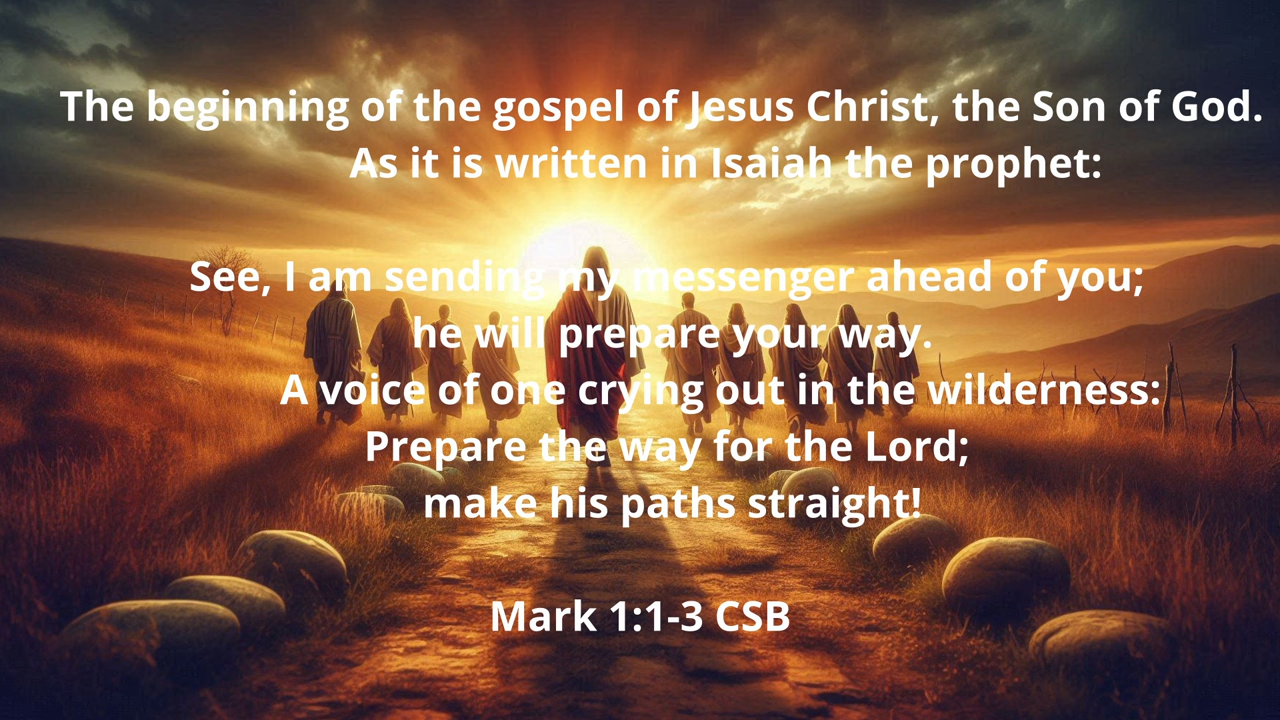 The beginning of the gospel of Jesus Christ, the Son of God.
As it is written in Isaiah the prophet:
See, I am sending my messenger ahead of you;
he will prepare your way.
A voice of one crying out in the wilderness:
Prepare the way for the Lord;
make his paths straight!
Mark 1:1-3 CSB